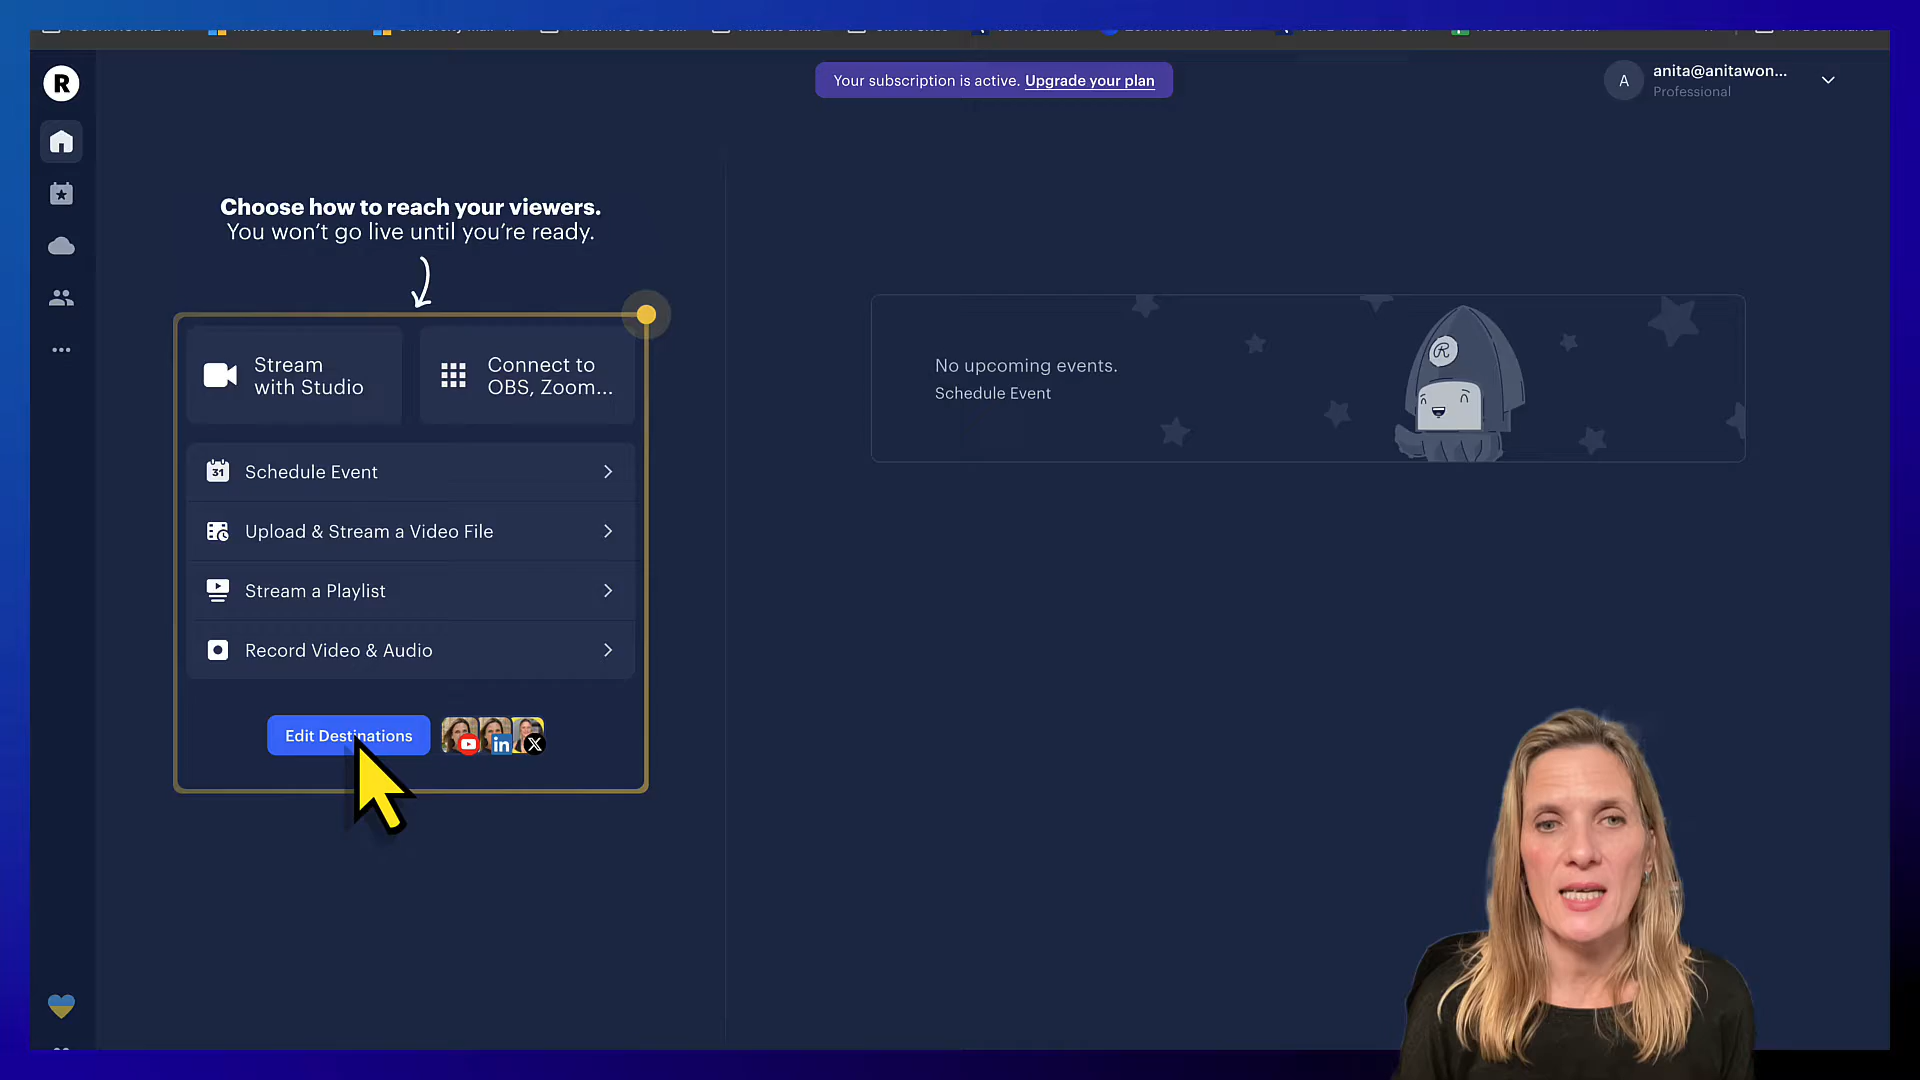 R
Your subscription is active. Upgrade your plan
A
anita@anitawon...
Professional
Choose how to reach your viewers.
You won't go live until you're ready.
Stream
with Studio
Connect to
OBS, Zoom...
31
Schedule Event
Upload & Stream a Video File
Stream a Playlist
Record Video & Audio
Edit Destinations
in
No upcoming events.
Schedule Event
R